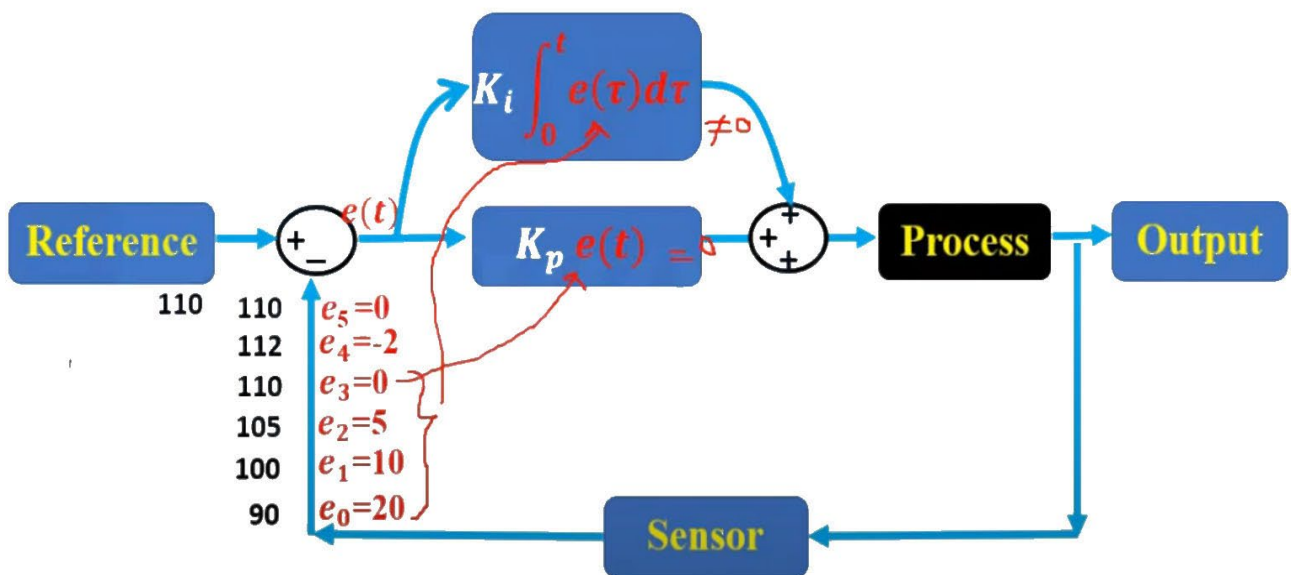 K_i ∫_0^t e(τ)dτ
≠0
e(t)
Reference
+
−
K_p e(t) =0
+
+
+
Process
Output
110
110 e_5=0
112 e_4=-2
110 e_3=0
105 e_2=5
100 e_1=10
90 e_0=20
Sensor